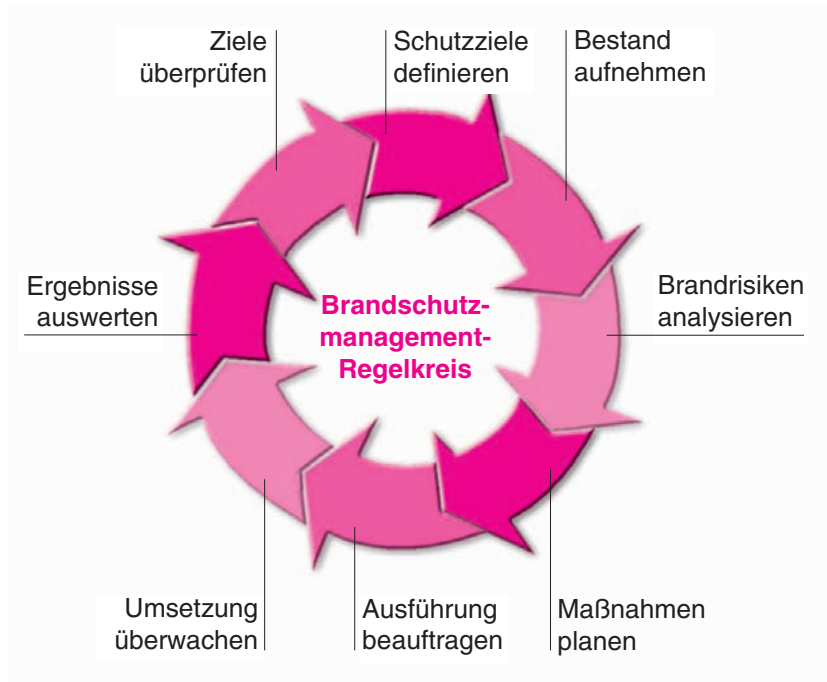 Ziele
überprüfen
Schutzziele
definieren
Bestand
aufnehmen
Brandrisiken
analysieren
Maßnahmen
planen
Ausführung
beauftragen
Umsetzung
überwachen
Ergebnisse
auswerten
Brandschutz-
management-
Regelkreis